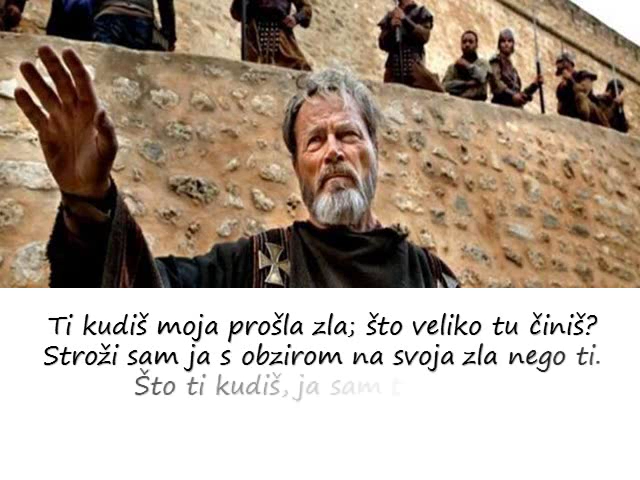 Ti kudiš moja prošla zla; što veliko tu činiš?
Stroži sam ja s obzirom na svoja zla nego ti.
Što ti kudiš, ja sam t